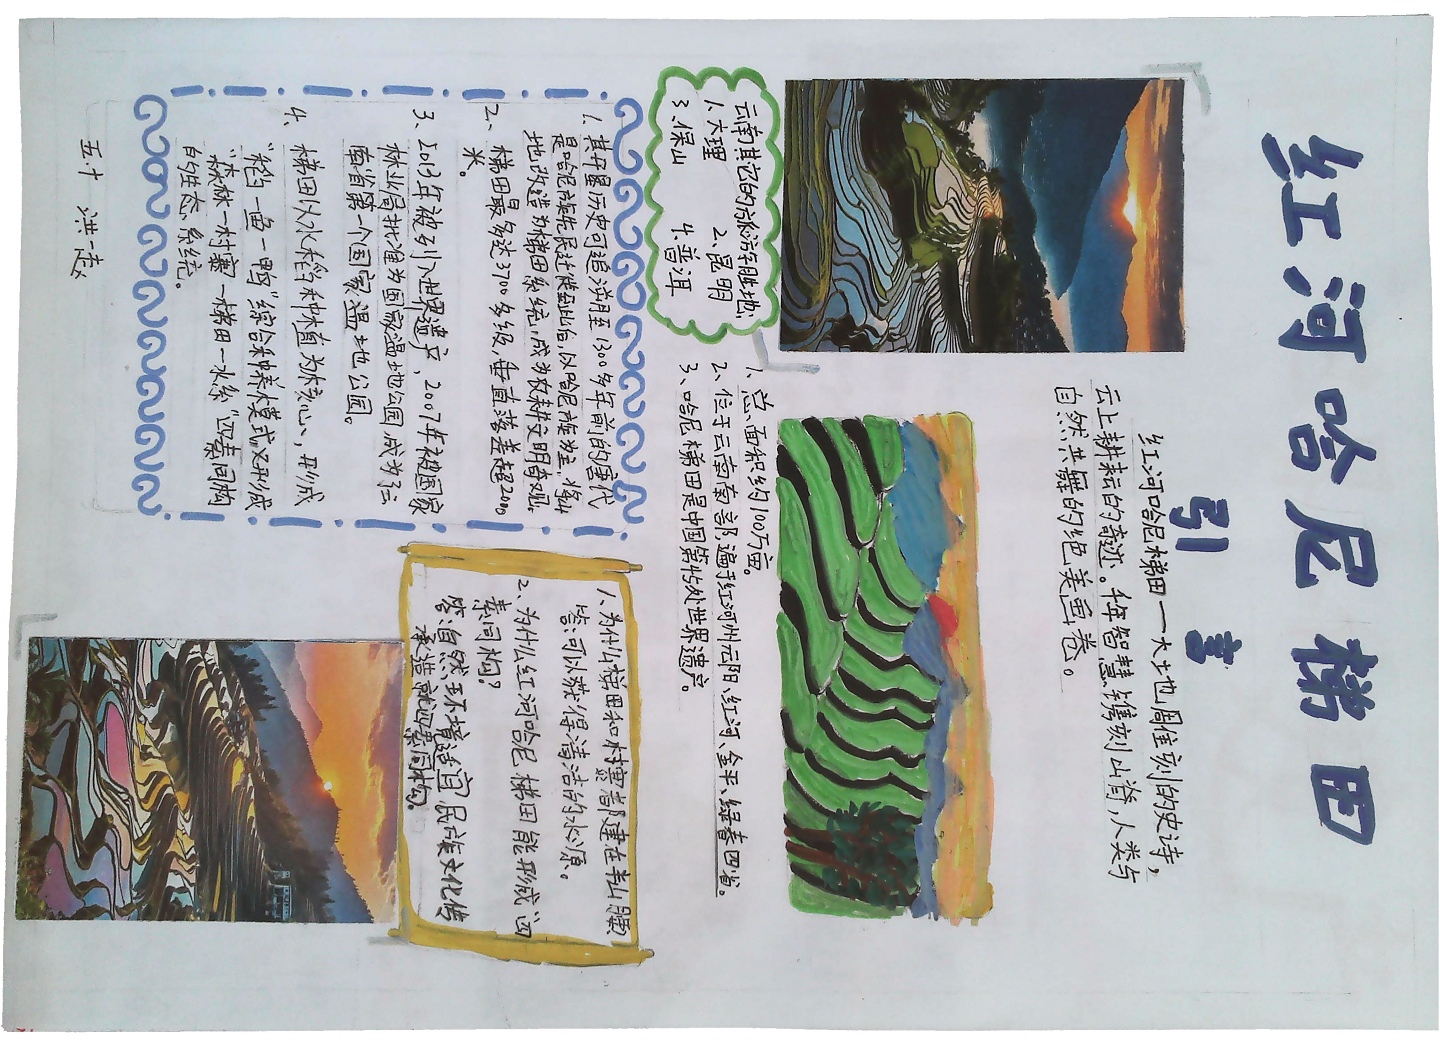 红河哈尼梯田
引言
红河哈尼梯田一大地雕刻的史诗,
云上耕耘的奇迹。千年智慧镌刻山脊,人类与
自然共舞的绝美画卷。
云南其它的旅游胜地:
1.大理 2.昆明
3.保山 4.普洱
1、总面积约100万亩。
2、位于云南南部,遍于红河州元阳、红河、金平、绿春四省。
3、哈尼梯田是中国第45处世界遗产。
1.其开垦历史可追溯至1300多年前的唐代
是哈尼族先民迁徙至此后,以哈尼族为主,将山
地改造为梯田系统,成为农耕文明奇观。
2、梯田最多达3700多级,垂直落差超2000
米。
3、2013年被列入世界遗产、2007年被国家
林业局批准为国家湿地公园,成为了云
南省第一个国家湿地公园。
4.梯田以水稻种植为核心,形成
“稻一鱼一鸭”综合种养模式又形成
“森林一村寨一梯田一水系”四素同构
的生态系统。
五.十 洪一赵
1、为什么梯田和村寨都建在半山腰
答:可以获得清洁的水源。
2、为什么红河哈尼梯田能形成“四
素同构?
答:自然环境适宜民族文化传
承造就四素同构。